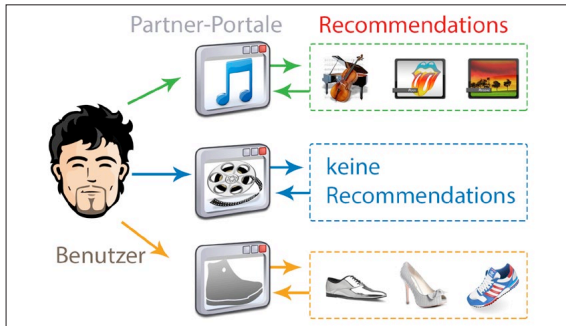 Partner-Portale
Recommendations
keine
Recommendations
Benutzer